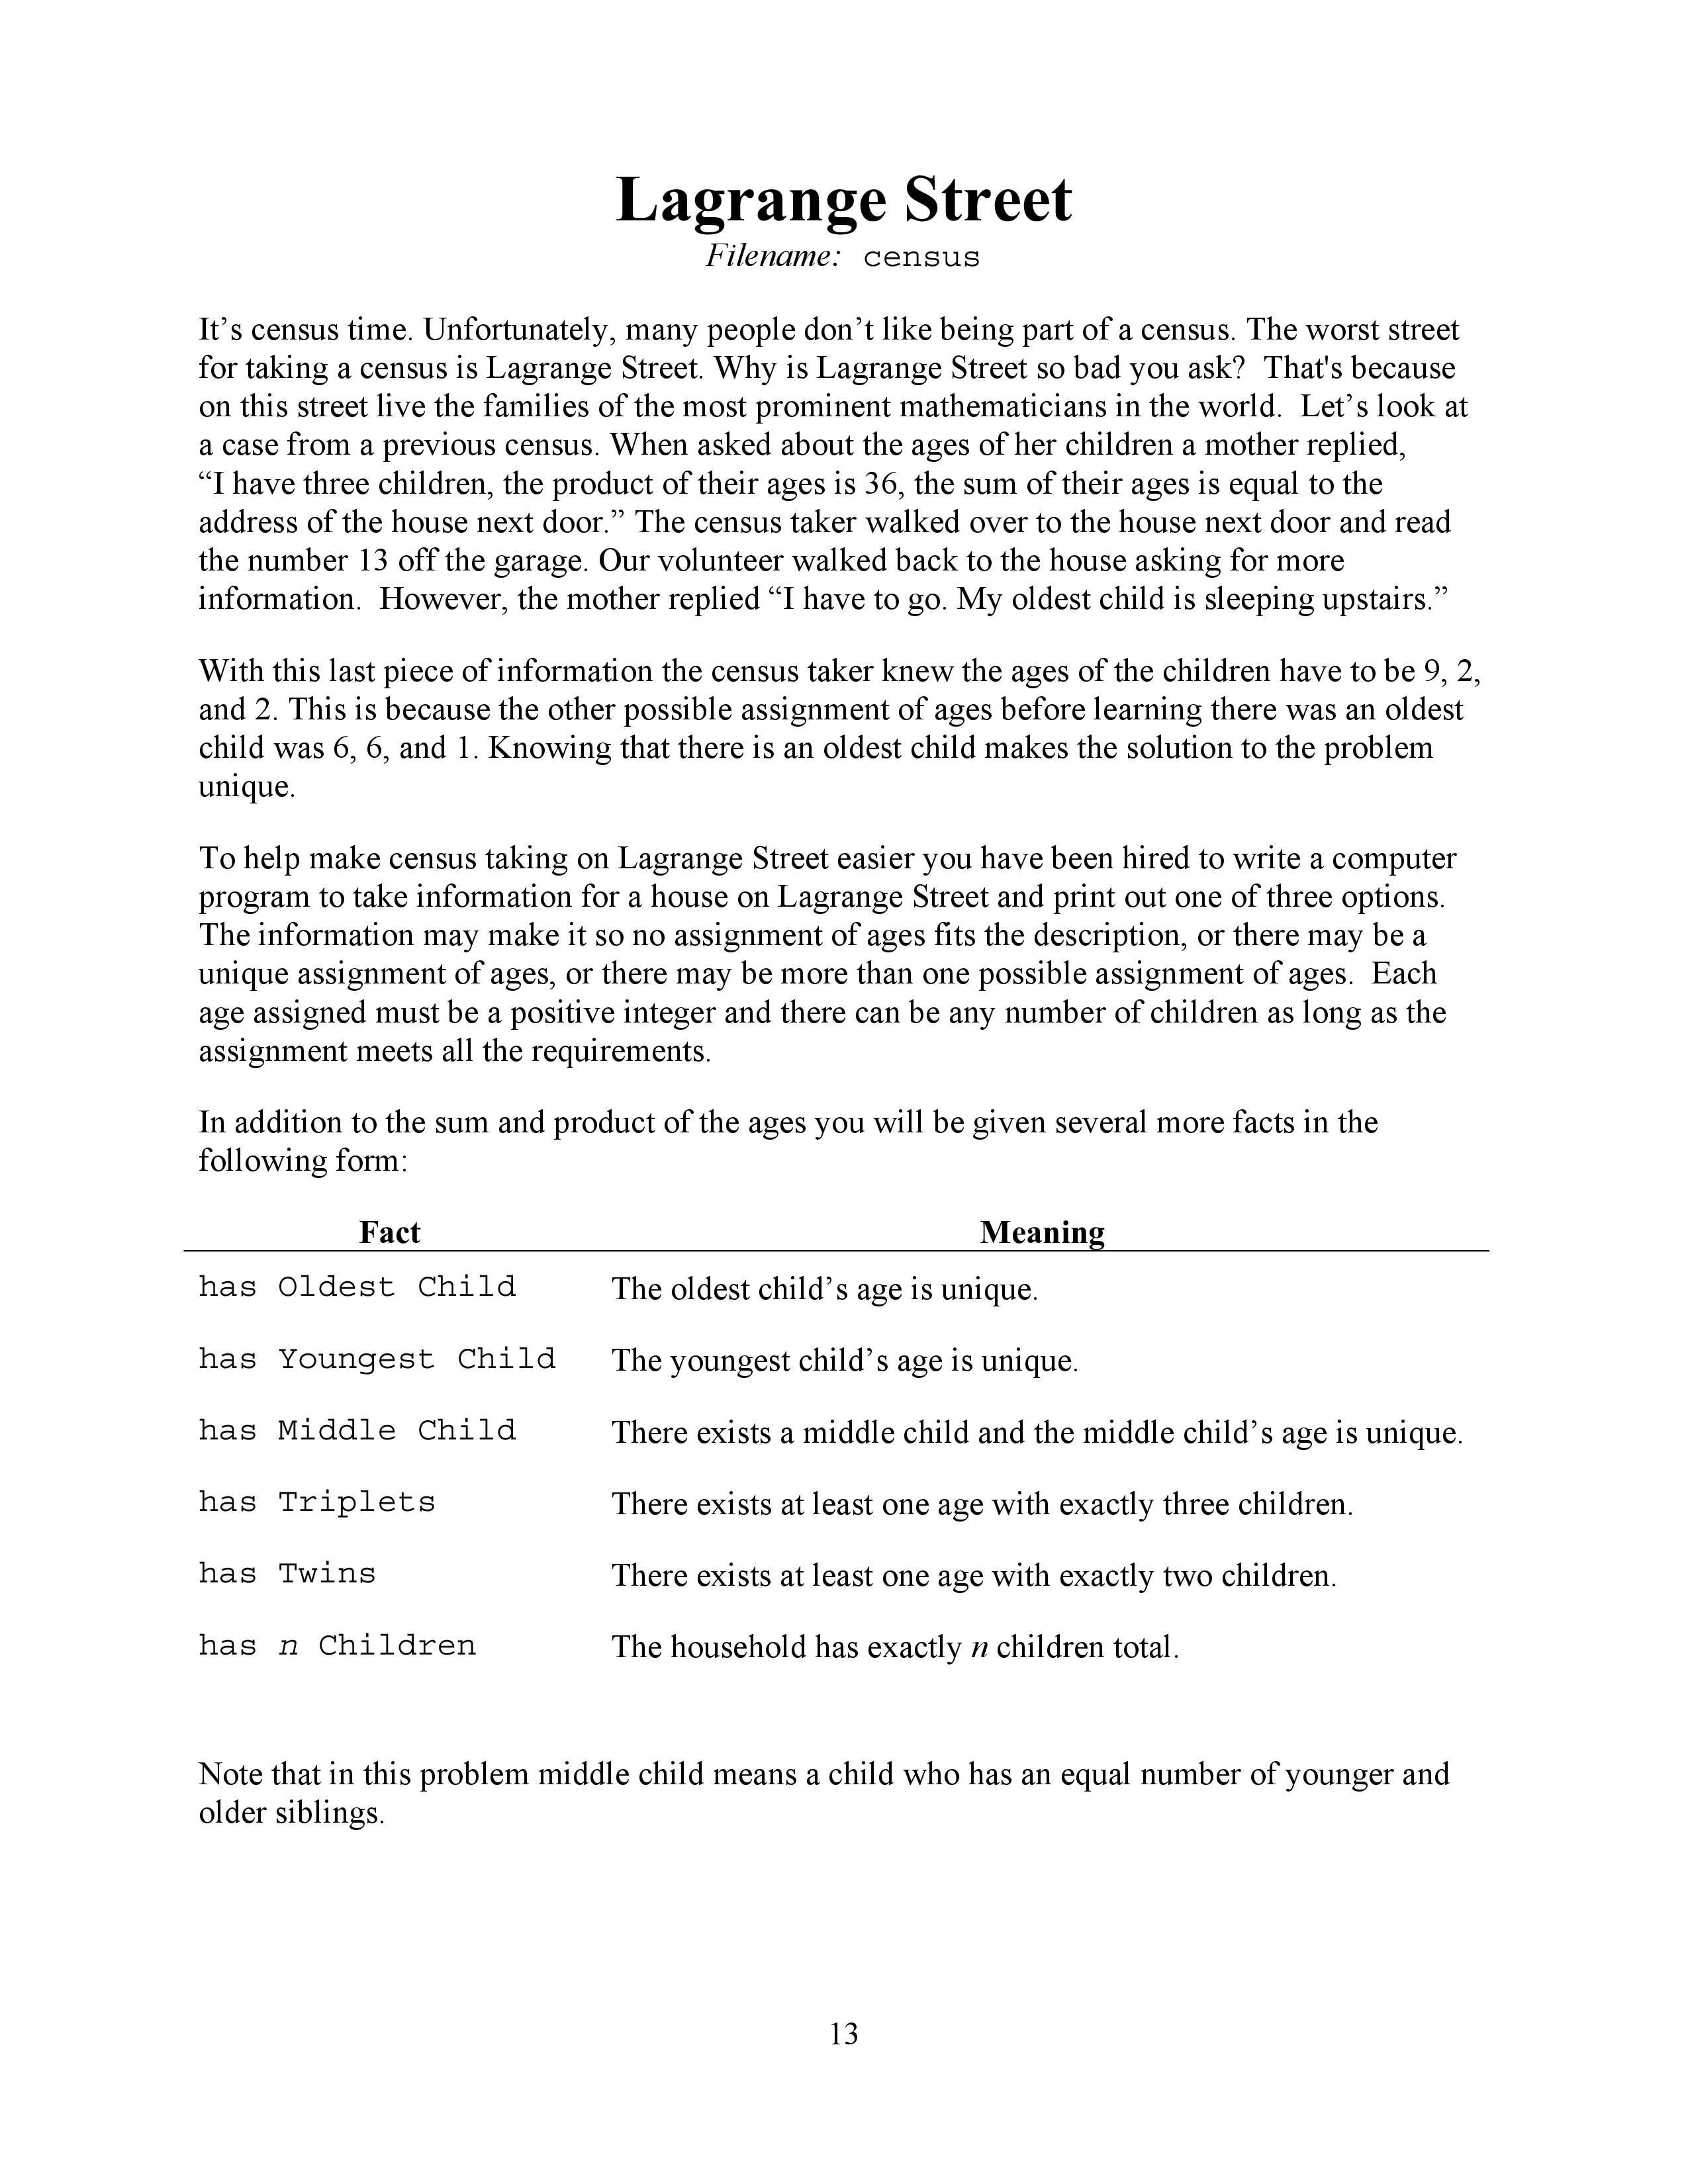 Lagrange Street
Filename: census
It’s census time. Unfortunately, many people don’t like being part of a census. The worst street
for taking a census is Lagrange Street. Why is Lagrange Street so bad you ask?  That's because
on this street live the families of the most prominent mathematicians in the world.  Let’s look at
a case from a previous census. When asked about the ages of her children a mother replied,
“I have three children, the product of their ages is 36, the sum of their ages is equal to the
address of the house next door.” The census taker walked over to the house next door and read
the number 13 off the garage. Our volunteer walked back to the house asking for more
information.  However, the mother replied “I have to go. My oldest child is sleeping upstairs.”
With this last piece of information the census taker knew the ages of the children have to be 9, 2,
and 2. This is because the other possible assignment of ages before learning there was an oldest
child was 6, 6, and 1. Knowing that there is an oldest child makes the solution to the problem
unique.
To help make census taking on Lagrange Street easier you have been hired to write a computer
program to take information for a house on Lagrange Street and print out one of three options.
The information may make it so no assignment of ages fits the description, or there may be a
unique assignment of ages, or there may be more than one possible assignment of ages.  Each
age assigned must be a positive integer and there can be any number of children as long as the
assignment meets all the requirements.
In addition to the sum and product of the ages you will be given several more facts in the
following form:
Fact Meaning
has Oldest Child The oldest child’s age is unique.
has Youngest Child The youngest child’s age is unique.
has Middle Child There exists a middle child and the middle child’s age is unique.
has Triplets There exists at least one age with exactly three children.
has Twins There exists at least one age with exactly two children.
has n Children The household has exactly n children total.
Note that in this problem middle child means a child who has an equal number of younger and
older siblings.
13